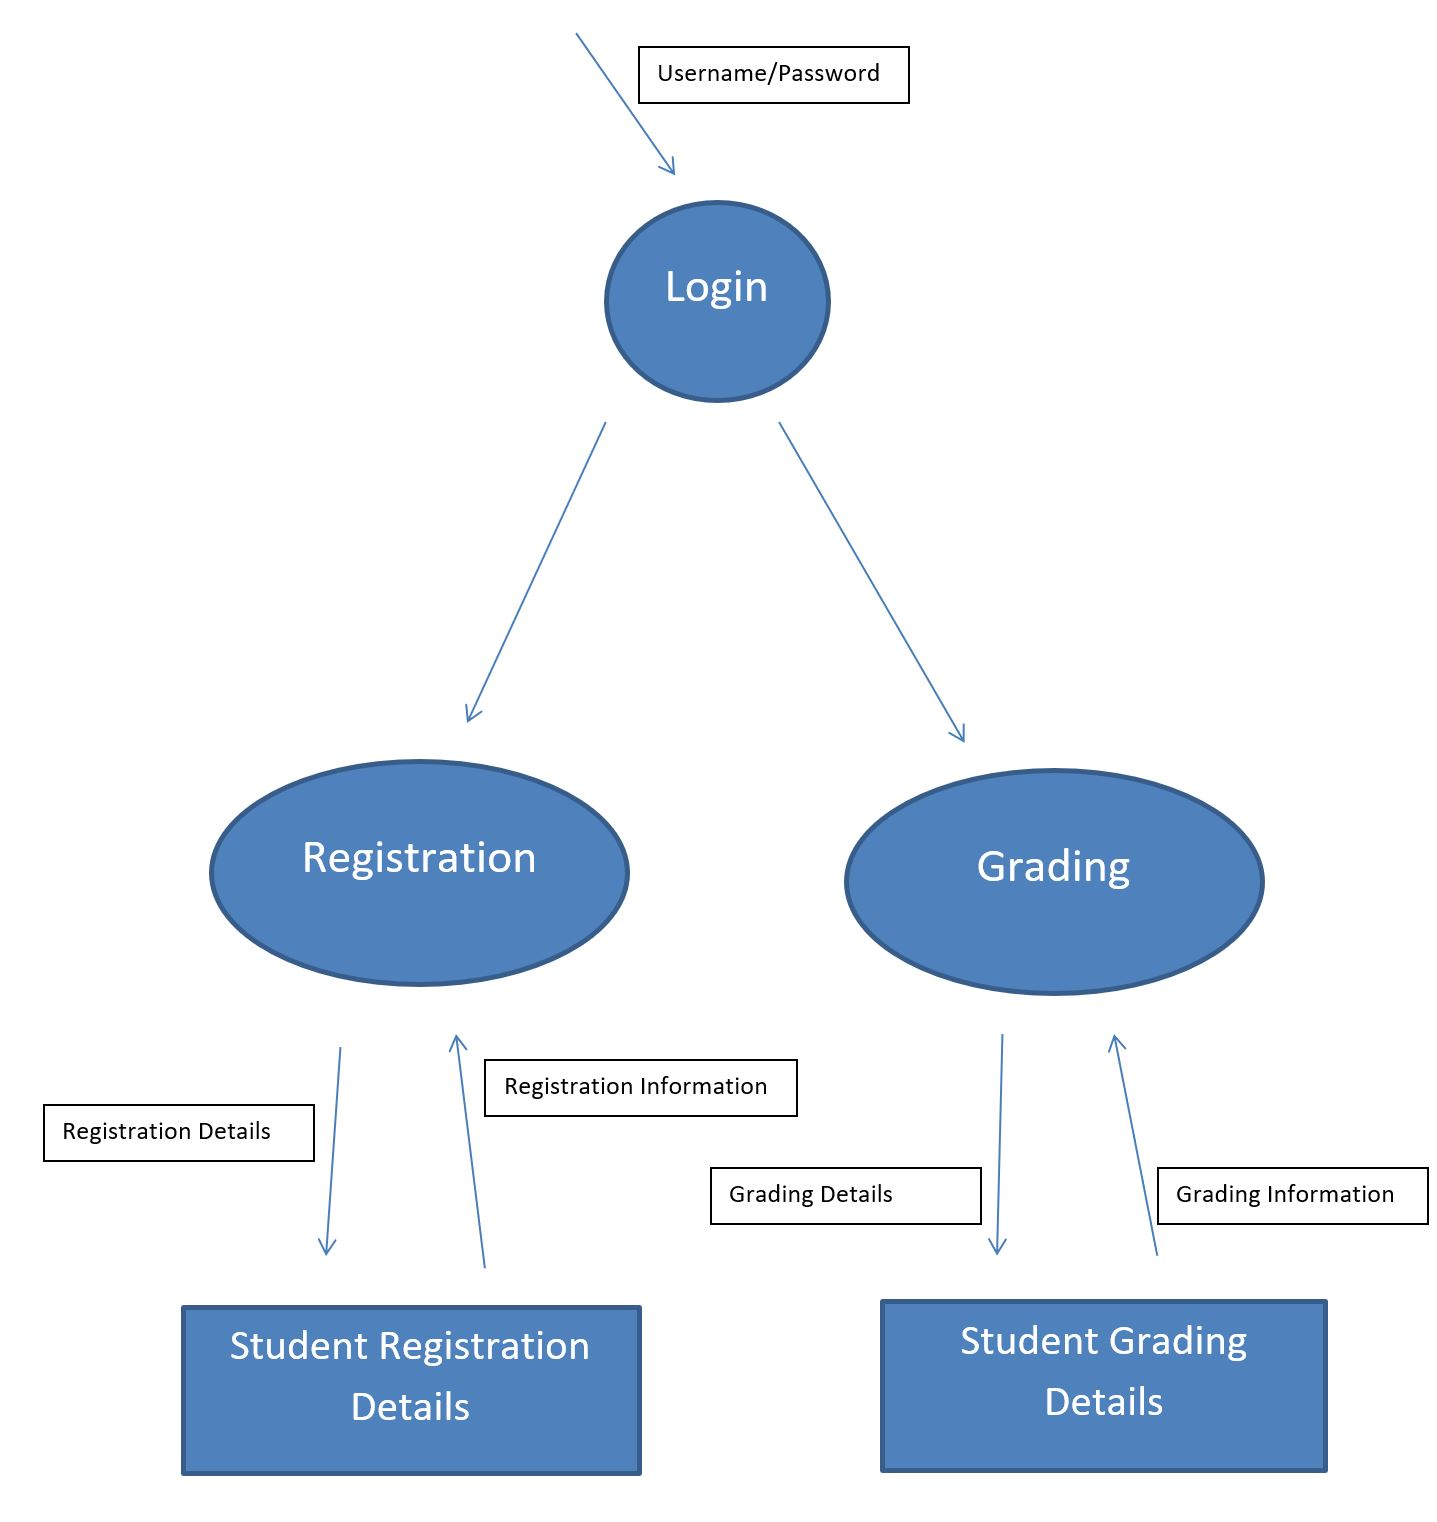 Username/Password
Login
Registration
Grading
Registration Information
Registration Details
Grading Details
Grading Information
Student Registration
Details
Student Grading
Details